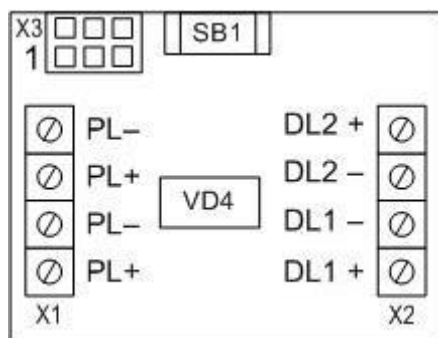 X3
SB1
1
PL–
DL2 +
PL+
DL2 –
VD4
PL–
DL1 –
PL+
DL1 +
X1
X2